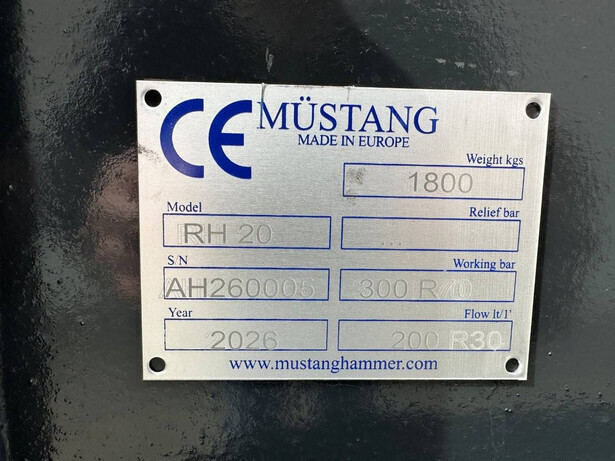 CE MÜSTANG
MADE IN EUROPE
Weight kgs
1800
Model
Relief bar
RH 20
...
S/N
Working bar
AH260005
300 R70
Year
Flow lt/1'
2026
200 R30
www.mustanghammer.com